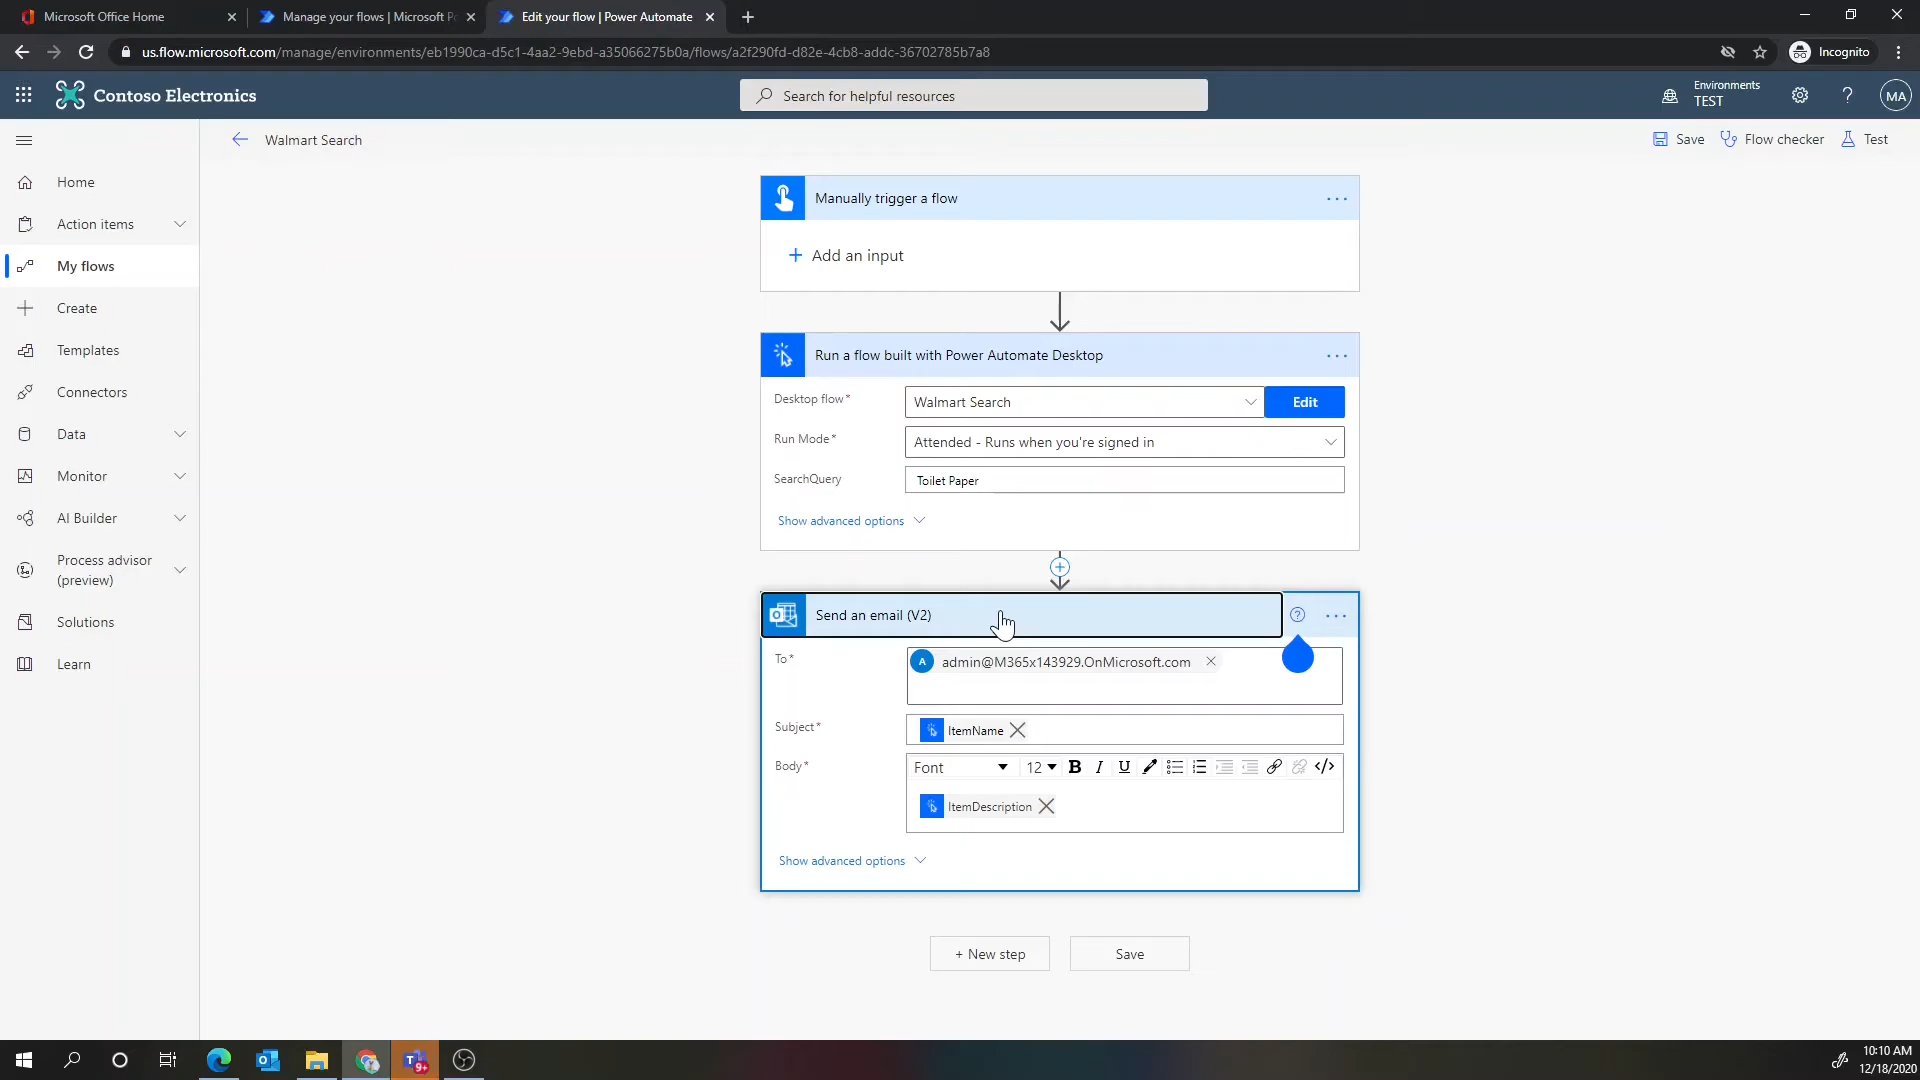 Microsoft Office Home
Manage your flows | Microsoft Po
Edit your flow | Power Automate
us.flow.microsoft.com/manage/environments/eb1990ca-d5c1-4aa2-9ebd-a35066275b0a/flows/a2f290fd-d82e-4cb8-addc-36702785b7a8
Incognito
Contoso Electronics
Search for helpful resources
Environments
TEST
?
MA
Walmart Search
Save
Flow checker
Test
Home
Action items
My flows
Create
Templates
Connectors
Data
Monitor
AI Builder
Process advisor
(preview)
Solutions
Learn
Manually trigger a flow
+ Add an input
Run a flow built with Power Automate Desktop
Desktop flow*
Walmart Search
Edit
Run Mode*
Attended - Runs when you're signed in
SearchQuery
Toilet Paper
Show advanced options
Send an email (V2)
To*
A
admin@M365x143929.OnMicrosoft.com
Subject*
ItemName
Body*
Font
12
B
I
U
</>
ItemDescription
Show advanced options
+ New step
Save
9+
10:10 AM
12/18/2020